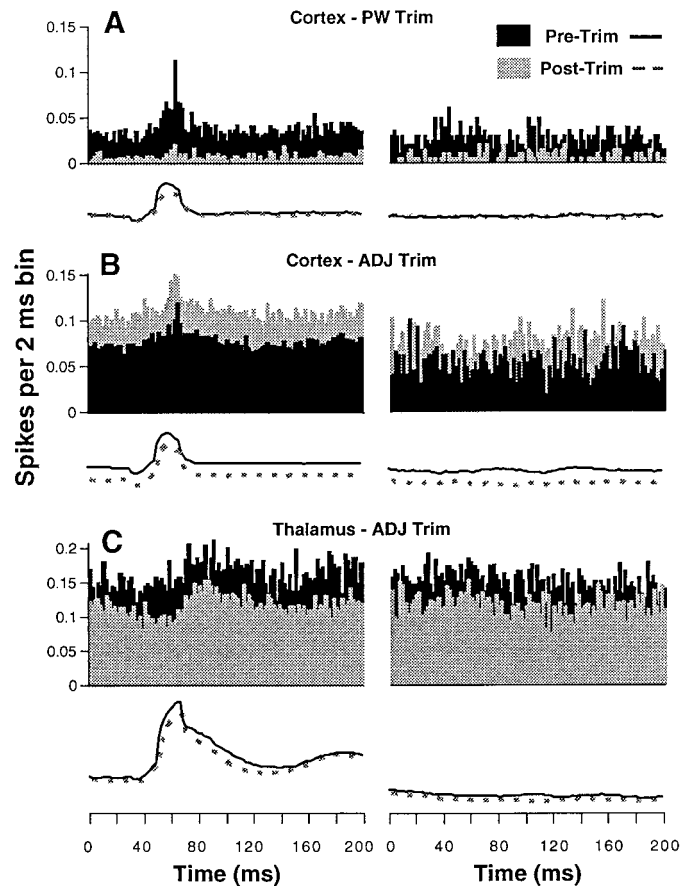 A
Cortex - PW Trim
Pre-Trim
Post-Trim
0.15
0.1
0.05
0
Spikes per 2 ms bin
B
Cortex - ADJ Trim
0.15
0.1
0.05
0
C
Thalamus - ADJ Trim
0.2
0.15
0.1
0.05
0
0 40 80 120 160 200
0 40 80 120 160 200
Time (ms)
Time (ms)